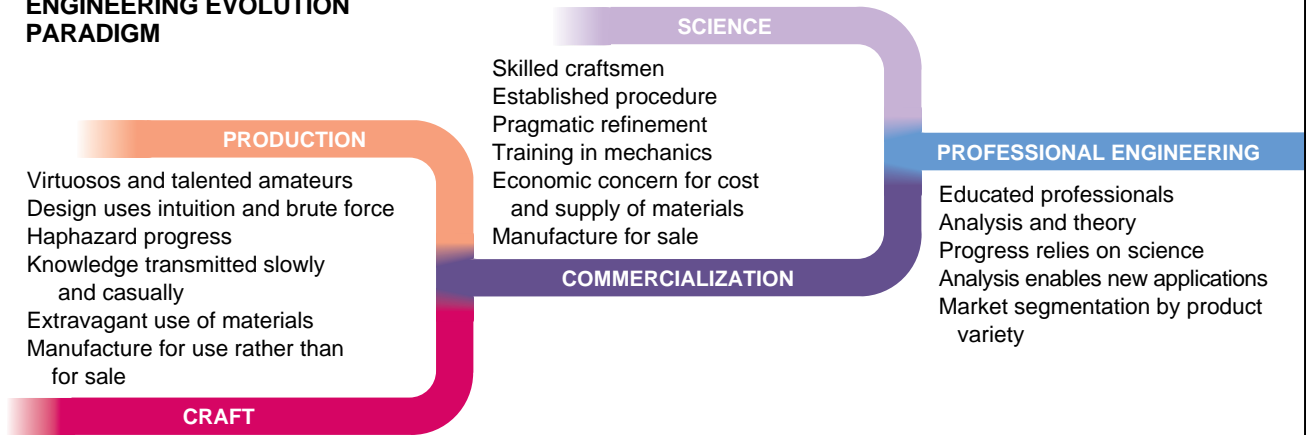 ENGINEERING EVOLUTION
PARADIGM
PRODUCTION
Virtuosos and talented amateurs
Design uses intuition and brute force
Haphazard progress
Knowledge transmitted slowly
and casually
Extravagant use of materials
Manufacture for use rather than
for sale
CRAFT
SCIENCE
Skilled craftsmen
Established procedure
Pragmatic refinement
Training in mechanics
Economic concern for cost
and supply of materials
Manufacture for sale
COMMERCIALIZATION
PROFESSIONAL ENGINEERING
Educated professionals
Analysis and theory
Progress relies on science
Analysis enables new applications
Market segmentation by product
variety